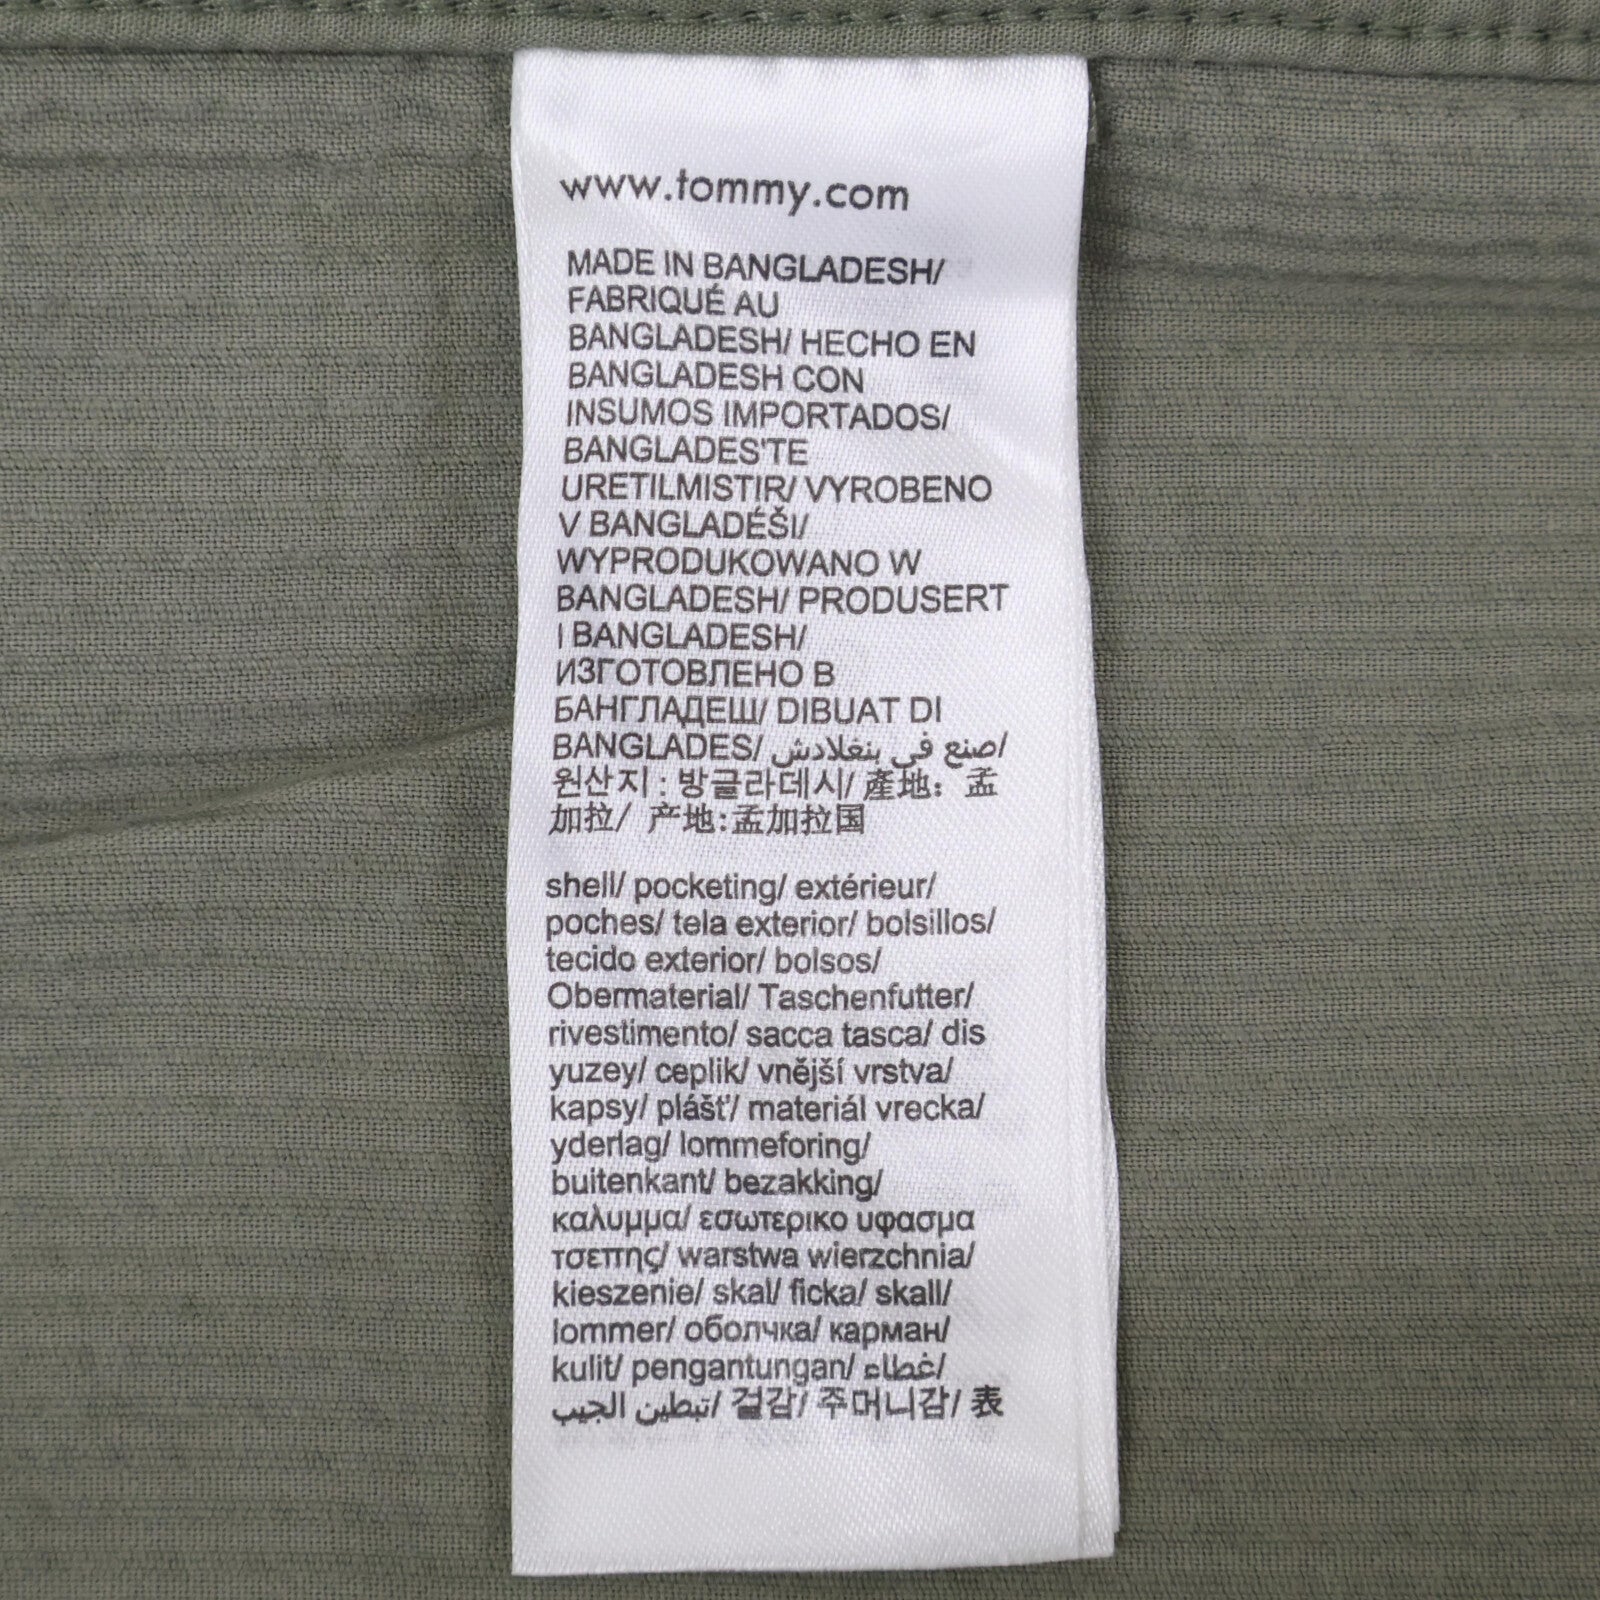 www.tommy.com
MADE IN BANGLADESH/
FABRIQUÉ AU
BANGLADESH/ HECHO EN
BANGLADESH CON
INSUMOS IMPORTADOS/
BANGLADES'TE
URETILMISTIR/ VYROBENO
V BANGLADÉŠI/
WYPRODUKOWANO W
BANGLADESH/ PRODUSERT
I BANGLADESH/
ИЗГОТОВЛЕНО В
БАНГЛАДЕШ/ DIBUAT DI
BANGLADES/ صنع في بنغلادش/
원산지 : 방글라데시/ 產地: 孟
加拉/ 产地:孟加拉国
shell/ pocketing/ extérieur/
poches/ tela exterior/ bolsillos/
tecido exterior/ bolsos/
Obermaterial/ Taschenfutter/
rivestimento/ sacca tasca/ dis
yuzey/ ceplik/ vnější vrstva/
kapsy/ plášť/ materiál vrecka/
yderlag/ lommeforing/
buitenkant/ bezakking/
καλυμμα/ εσωτερικο υφασμα
τσεπης/ warstwa wierzchnia/
kieszenie/ skal/ ficka/ skall/
lommer/ оболчка/ карман/
kulit/ pengantungan/ غطاء/
تبطين الجيب/ 겉감/ 주머니감/ 表